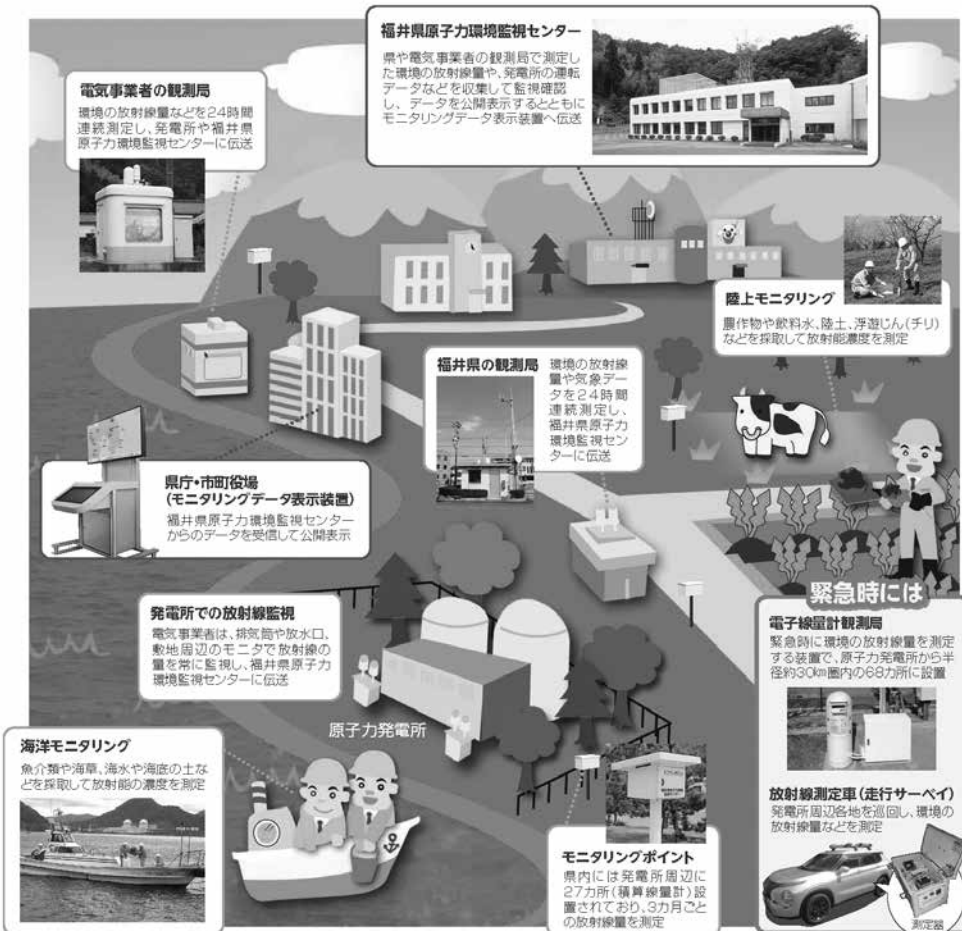 福井県原子力環境監視センター
県や電気事業者の観測局で測定し
た環境の放射線量や、発電所の運転
データなどを収集して監視確認
し、データを公開表示するとともに
モニタリングデータ表示装置へ伝送
電気事業者の観測局
環境の放射線量などを24時間
連続測定し、発電所や福井県
原子力環境監視センターに伝送
陸上モニタリング
農作物や飲料水、陸土、浮遊じん(チリ)
などを採取して放射能濃度を測定
福井県の観測局
環境の放射線
量や気象デー
タを24時間
連続測定し、
福井県原子力
環境監視セン
ターに伝送
県庁・市町役場
(モニタリングデータ表示装置)
福井県原子力環境監視センター
からのデータを受信して公開表示
発電所での放射線監視
電気事業者は、排気筒や放水口、
敷地周辺のモニタで放射線の
量を常に監視し、福井県原子力
環境監視センターに伝送
原子力発電所
緊急時には
電子線量計観測局
緊急時に環境の放射線量を測定
する装置で、原子力発電所から半
径約30km圏内の68カ所に設置
放射線測定車(走行サーベイ)
発電所周辺各地を巡回し、環境の
放射線量などを測定
測定器
海洋モニタリング
魚介類や海草、海水や海底の土な
どを採取して放射能の濃度を測定
モニタリングポイント
県内には発電所周辺に
27カ所(積算線量計)設
置されており、3カ月ごと
の放射線量を測定